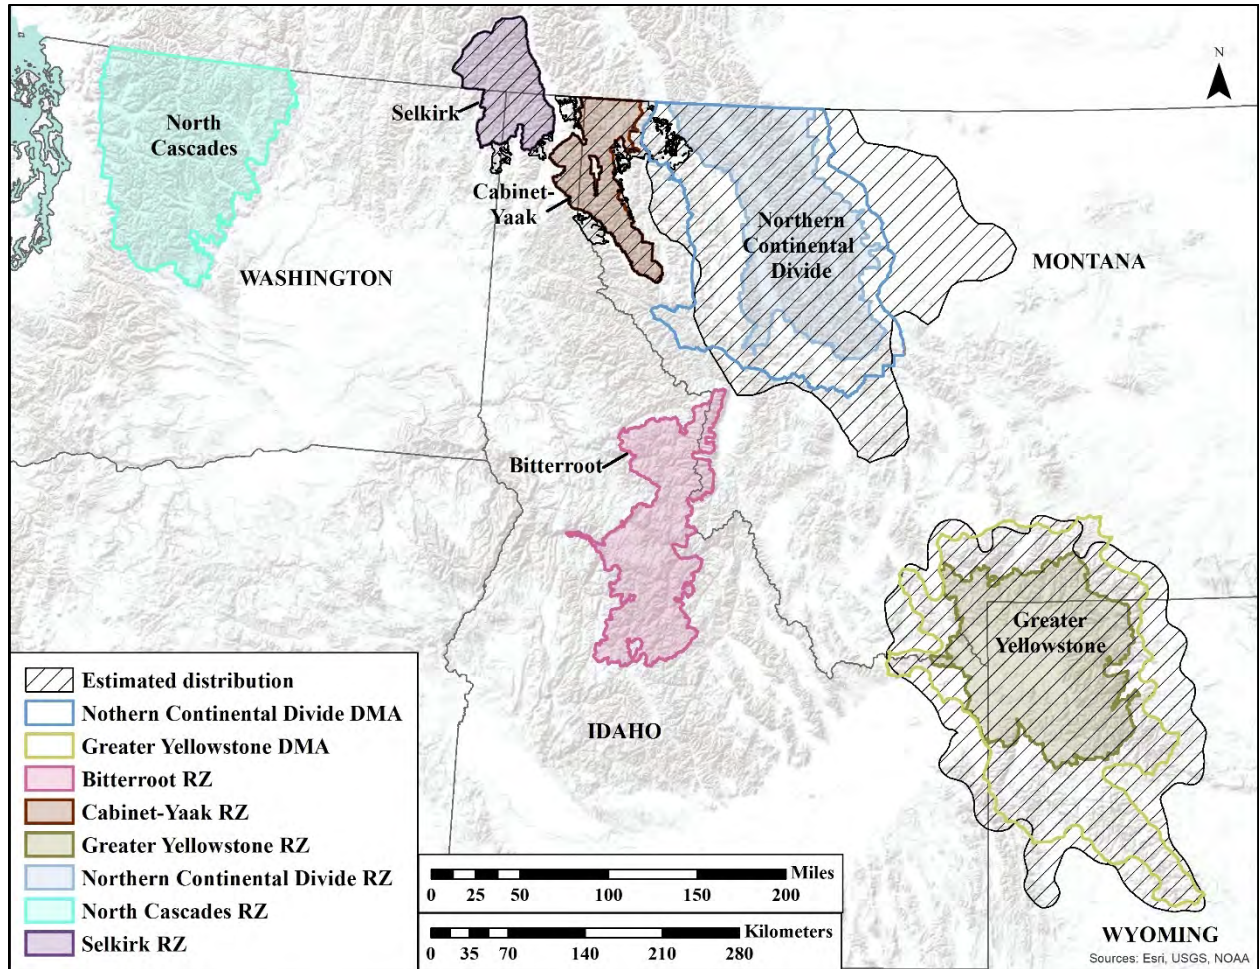 N
North
Cascades
Selkirk
Cabinet-
Yaak
Northern
Continental
Divide
MONTANA
WASHINGTON
Bitterroot
Greater
Yellowstone
IDAHO
WYOMING
Estimated distribution
Nothern Continental Divide DMA
Greater Yellowstone DMA
Bitterroot RZ
Cabinet-Yaak RZ
Greater Yellowstone RZ
Northern Continental Divide RZ
North Cascades RZ
Selkirk RZ
Miles
0 25 50 100 150 200
Kilometers
0 35 70 140 210 280
Sources: Esri, USGS, NOAA